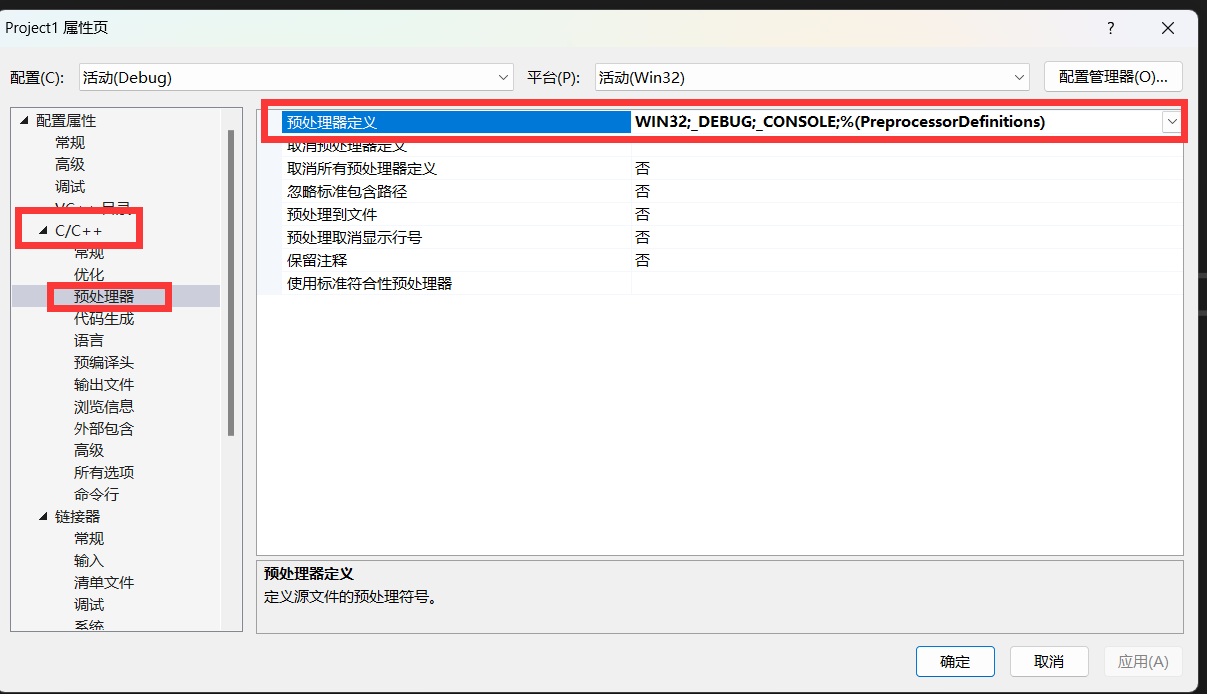 Project1 属性页
?
配置(C):
活动(Debug)
平台(P):
活动(Win32)
配置管理器(O)...
配置属性
常规
高级
调试
VC++ 目录
C/C++
常规
优化
预处理器
代码生成
语言
预编译头
输出文件
浏览信息
外部包含
高级
所有选项
命令行
链接器
常规
输入
清单文件
调试
系统
预处理器定义 WIN32;_DEBUG;_CONSOLE;%(PreprocessorDefinitions)
取消预处理器定义
取消所有预处理器定义 否
忽略标准包含路径 否
预处理到文件 否
预处理取消显示行号 否
保留注释 否
使用标准符合性预处理器
预处理器定义
定义源文件的预处理符号。
确定
取消
应用(A)